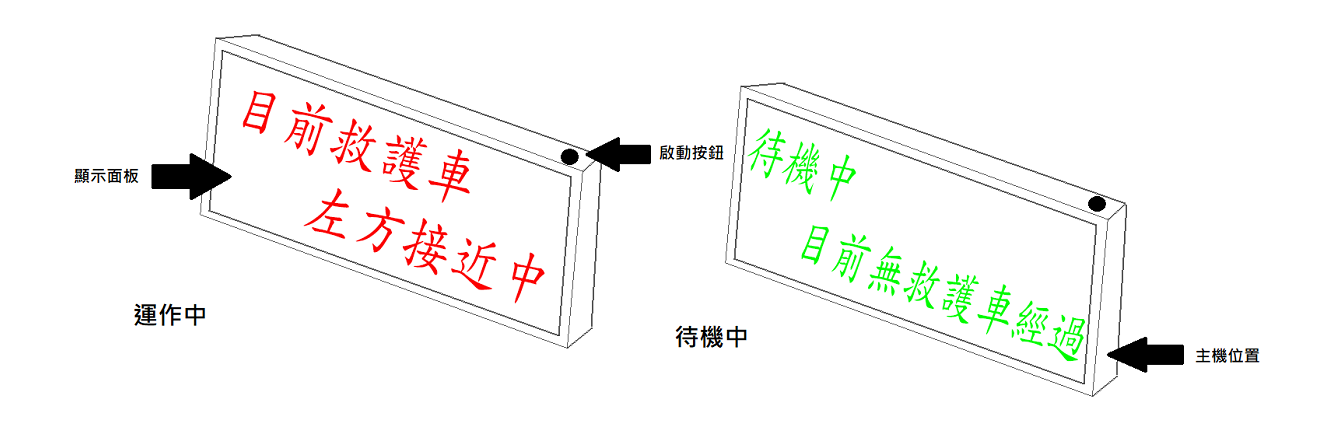 目前救護車
左方接近中
顯示面板
啟動按鈕
運作中
待機中
目前無救護車經過
待機中
主機位置